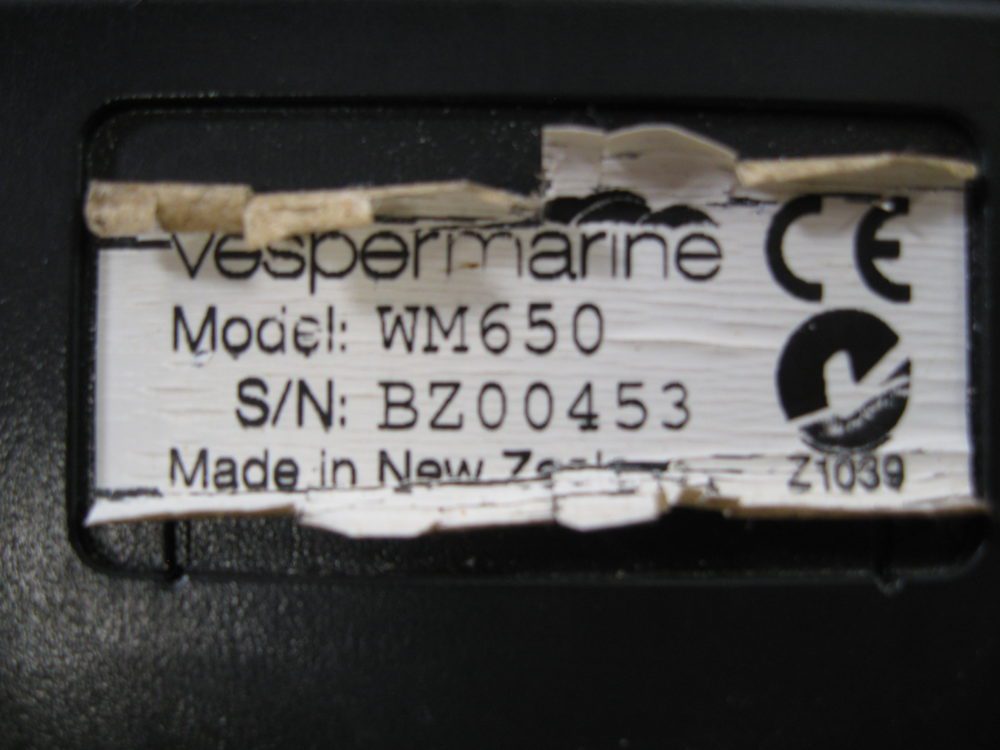 vespermarine
CE
Model: WM650
S/N: BZ00453
Made in New
Z1039